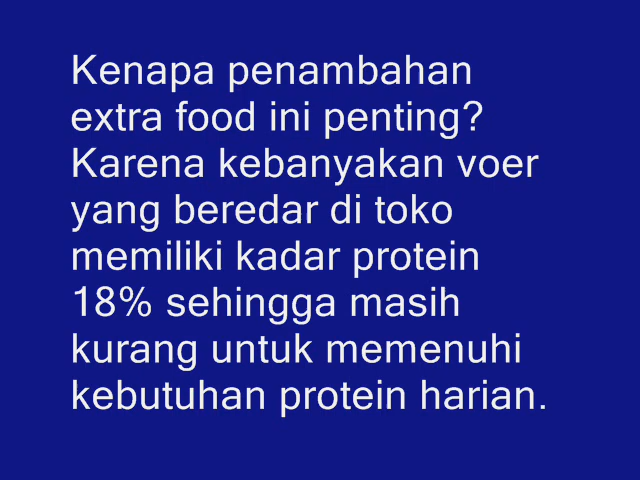 Kenapa penambahan
extra food ini penting?
Karena kebanyakan voer
yang beredar di toko
memiliki kadar protein
18% sehingga masih
kurang untuk memenuhi
kebutuhan protein harian.